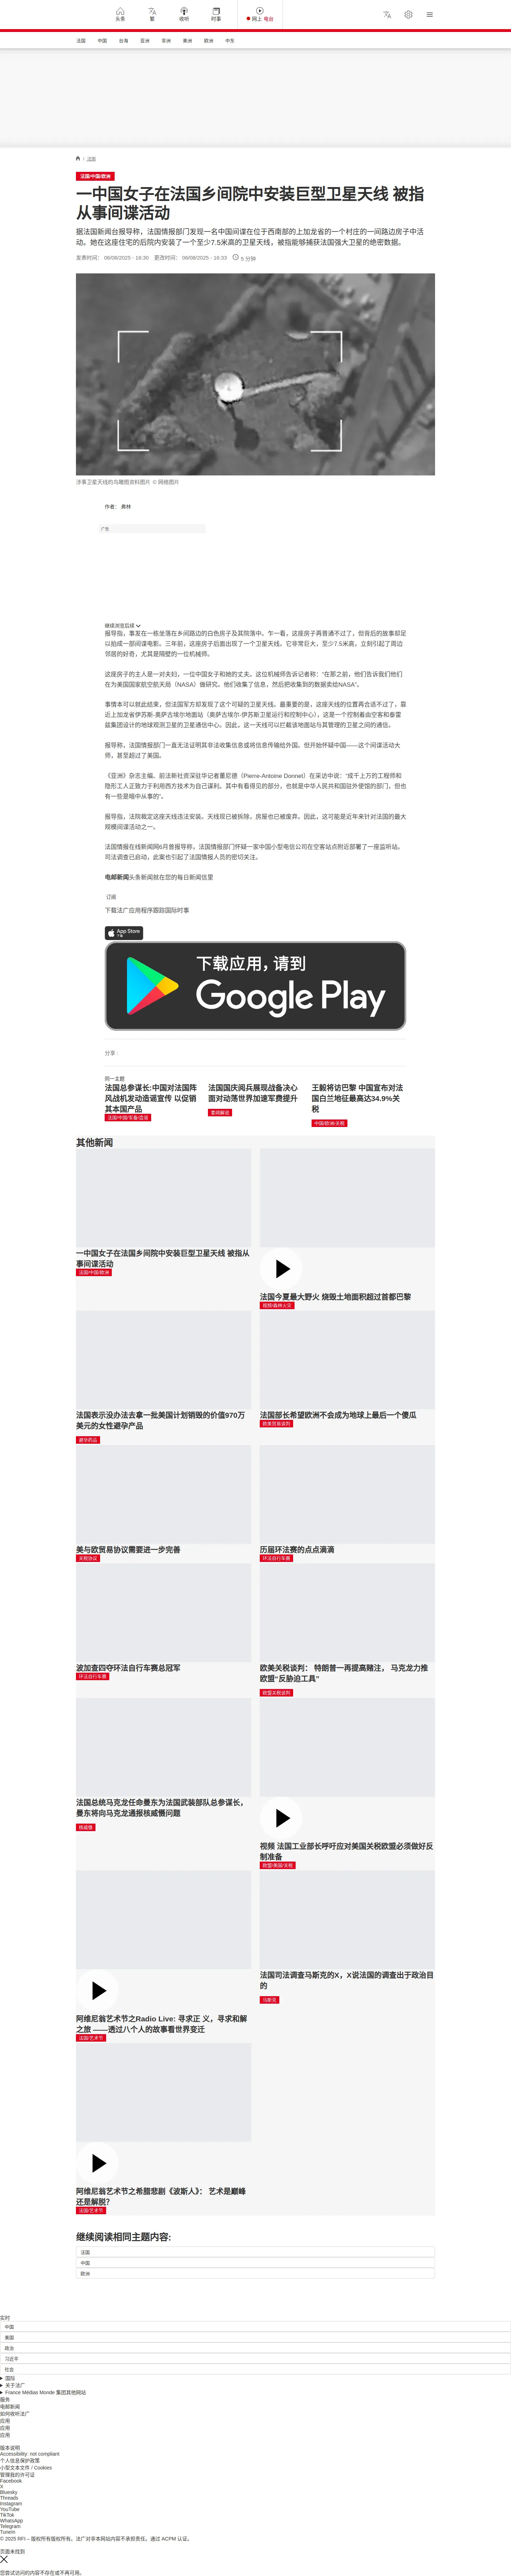 头条
繁
收听
时事
网上 电台
法国
中国
台海
亚洲
非洲
美洲
欧洲
中东
/ 法国
法国/中国/欧洲
一中国女子在法国乡间院中安装巨型卫星天线 被指
从事间谍活动
据法国新闻台报导称，法国情报部门发现一名中国间谍在位于西南部的上加龙省的一个村庄的一间路边房子中活
动。她在这座住宅的后院内安装了一个至少7.5米高的卫星天线，被指能够捕获法国强大卫星的绝密数据。
发表时间： 06/08/2025 - 16:30 更改时间： 06/08/2025 - 16:33 5 分钟
涉事卫星天线的鸟瞰图资料图片 © 网络图片
作者： 弗林
广告
继续浏览后续
报导指，事发在一栋坐落在乡间路边的白色房子及其院落中。乍一看，这座房子再普通不过了，但背后的故事却足
以拍成一部间谍电影。三年前，这座房子后面出现了一个卫星天线。它非常巨大，至少7.5米高，立刻引起了周边
邻居的好奇，尤其是隔壁的一位机械师。
这座房子的主人是一对夫妇，一位中国女子和她的丈夫。这位机械师告诉记者称：“在那之前，他们告诉我们他们
在为美国国家航空航天局（NASA）做研究。他们收集了信息，然后把收集到的数据卖给NASA”。
事情本可以就此结束，但法国军方却发现了这个可疑的卫星天线。最重要的是，这座天线的位置再合适不过了，靠
近上加龙省伊苏斯-奥萨古埃尔地面站（奥萨古埃尔-伊苏斯卫星运行和控制中心），这是一个控制着由空客和泰雷
兹集团设计的地球观测卫星的卫星通信中心。因此，这一天线可以拦截该地面站与其管理的卫星之间的通信。
报导称，法国情报部门一直无法证明其非法收集信息或将信息传输给外国。但开始怀疑中国——这个间谍活动大
师，甚至超过了美国。
《亚洲》杂志主编、前法新社资深驻华记者董尼德（Pierre-Antoine Donnet）在采访中说：“成千上万的工程师和
隐形工人正致力于利用西方技术为自己谋利。其中有看得见的部分，也就是中华人民共和国驻外使馆的部门，但也
有一些是暗中从事的”。
报导指，法院裁定这座天线违法安装。天线现已被拆除。房屋也已被废弃。因此，这可能是近年来针对法国的最大
规模间谍活动之一。
法国情报在线新闻网6月曾报导称，法国情报部门怀疑一家中国小型电信公司在空客站点附近部署了一座监听站。
司法调查已启动，此案也引起了法国情报人员的密切关注。
电邮新闻头条新闻就在您的每日新闻信里
订阅
下载法广应用程序跟踪国际时事
App Store
下载
下载应用，请到
Google Play
分享 :
同一主题
法国总参谋长:中国对法国阵
风战机发动造谣宣传 以促销
其本国产品
法国/中国/军备/造谣
法国国庆阅兵展现战备决心
面对动荡世界加速军费提升
要闻解说
王毅将访巴黎 中国宣布对法
国白兰地征最高达34.9%关
税
中国/欧洲/关税
其他新闻
一中国女子在法国乡间院中安装巨型卫星天线 被指从
事间谍活动
法国/中国/欧洲
法国今夏最大野火 烧毁土地面积超过首都巴黎
视频/森林火灾
法国表示没办法去拿一批美国计划销毁的价值970万
美元的女性避孕产品
避孕药品
法国部长希望欧洲不会成为地球上最后一个傻瓜
欧美贸易谈判
美与欧贸易协议需要进一步完善
关税协议
历届环法赛的点点滴滴
环法自行车赛
波加查四夺环法自行车赛总冠军
环法自行车赛
欧美关税谈判： 特朗普一再提高赌注， 马克龙力推
欧盟"反胁迫工具"
欧盟关税谈判
法国总统马克龙任命曼东为法国武装部队总参谋长，
曼东将向马克龙通报核威慑问题
核威慑
视频 法国工业部长呼吁应对美国关税欧盟必须做好反
制准备
欧盟/美国/关税
阿维尼翁艺术节之Radio Live: 寻求正 义，寻求和解
之旅 ——透过八个人的故事看世界变迁
法国/艺术节
法国司法调查马斯克的X，X说法国的调查出于政治目
的
马斯克
阿维尼翁艺术节之希腊悲剧《波斯人》： 艺术是巅峰
还是解脱？
法国/艺术节
继续阅读相同主题内容:
法国
中国
欧洲
实时
中国
美国
政治
习近平
社会
国际
关于法广
France Médias Monde 集团其他网站
服务
电邮新闻
如何收听法广
应用
应用
应用
版本说明
Accessibility: not compliant
个人信息保护政策
小型文本文件 / Cookies
管理我的许可证
Facebook
X
Bluesky
Threads
Instagram
YouTube
TikTok
WhatsApp
Telegram
TuneIn
© 2025 RFI – 版权所有版权所有。法广对非本网站内容不承担责任。通过 ACPM 认证。
页面未找到
您尝试访问的内容不存在或不再可用。